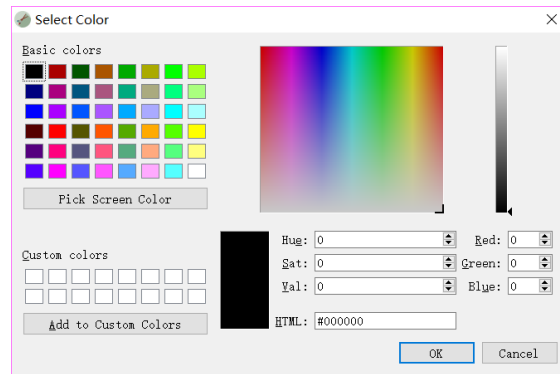 Select Color
Basic colors
Pick Screen Color
Custom colors
Add to Custom Colors
Hue: 0
Sat: 0
Val: 0
Red: 0
Green: 0
Blue: 0
HTML: #000000
OK
Cancel